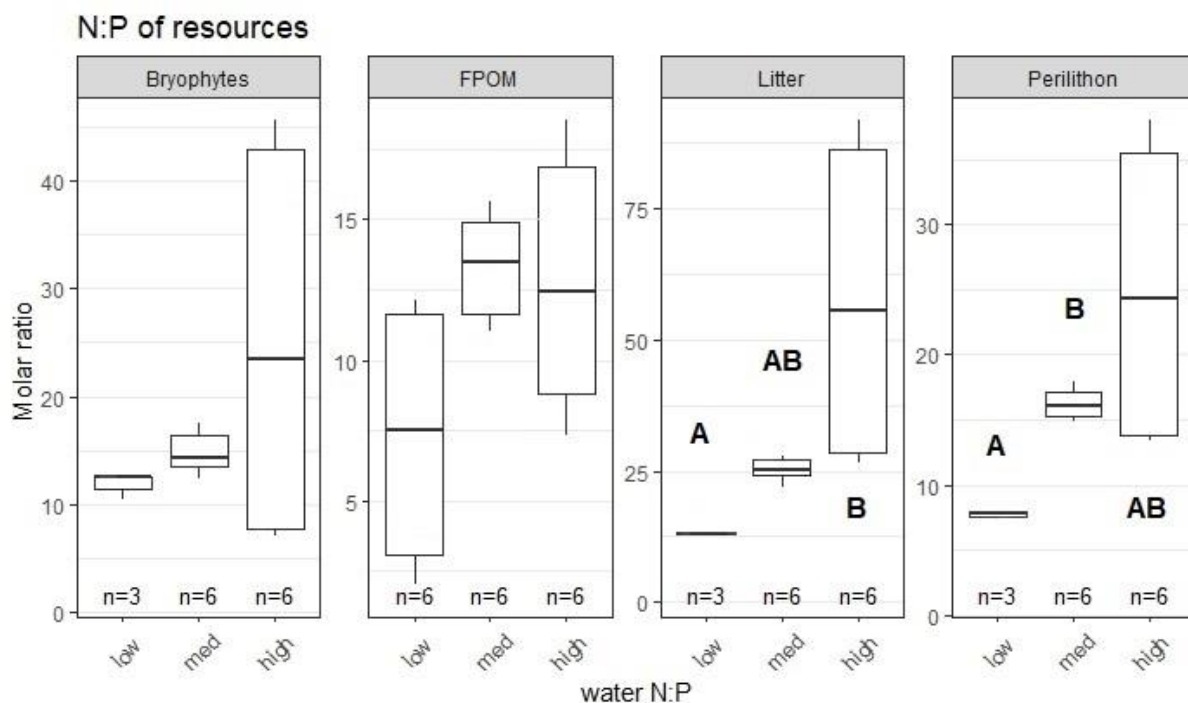 N:P of resources
Bryophytes
FPOM
Litter
Perilithon
Molar ratio
40
30
20
10
0
n=3 n=6 n=6
low med high
15
10
5
n=6 n=6 n=6
low med high
75
50
25
0
A AB B
n=3 n=6 n=6
low med high
30
20
10
0
A B AB
n=3 n=6 n=6
low med high
water N:P